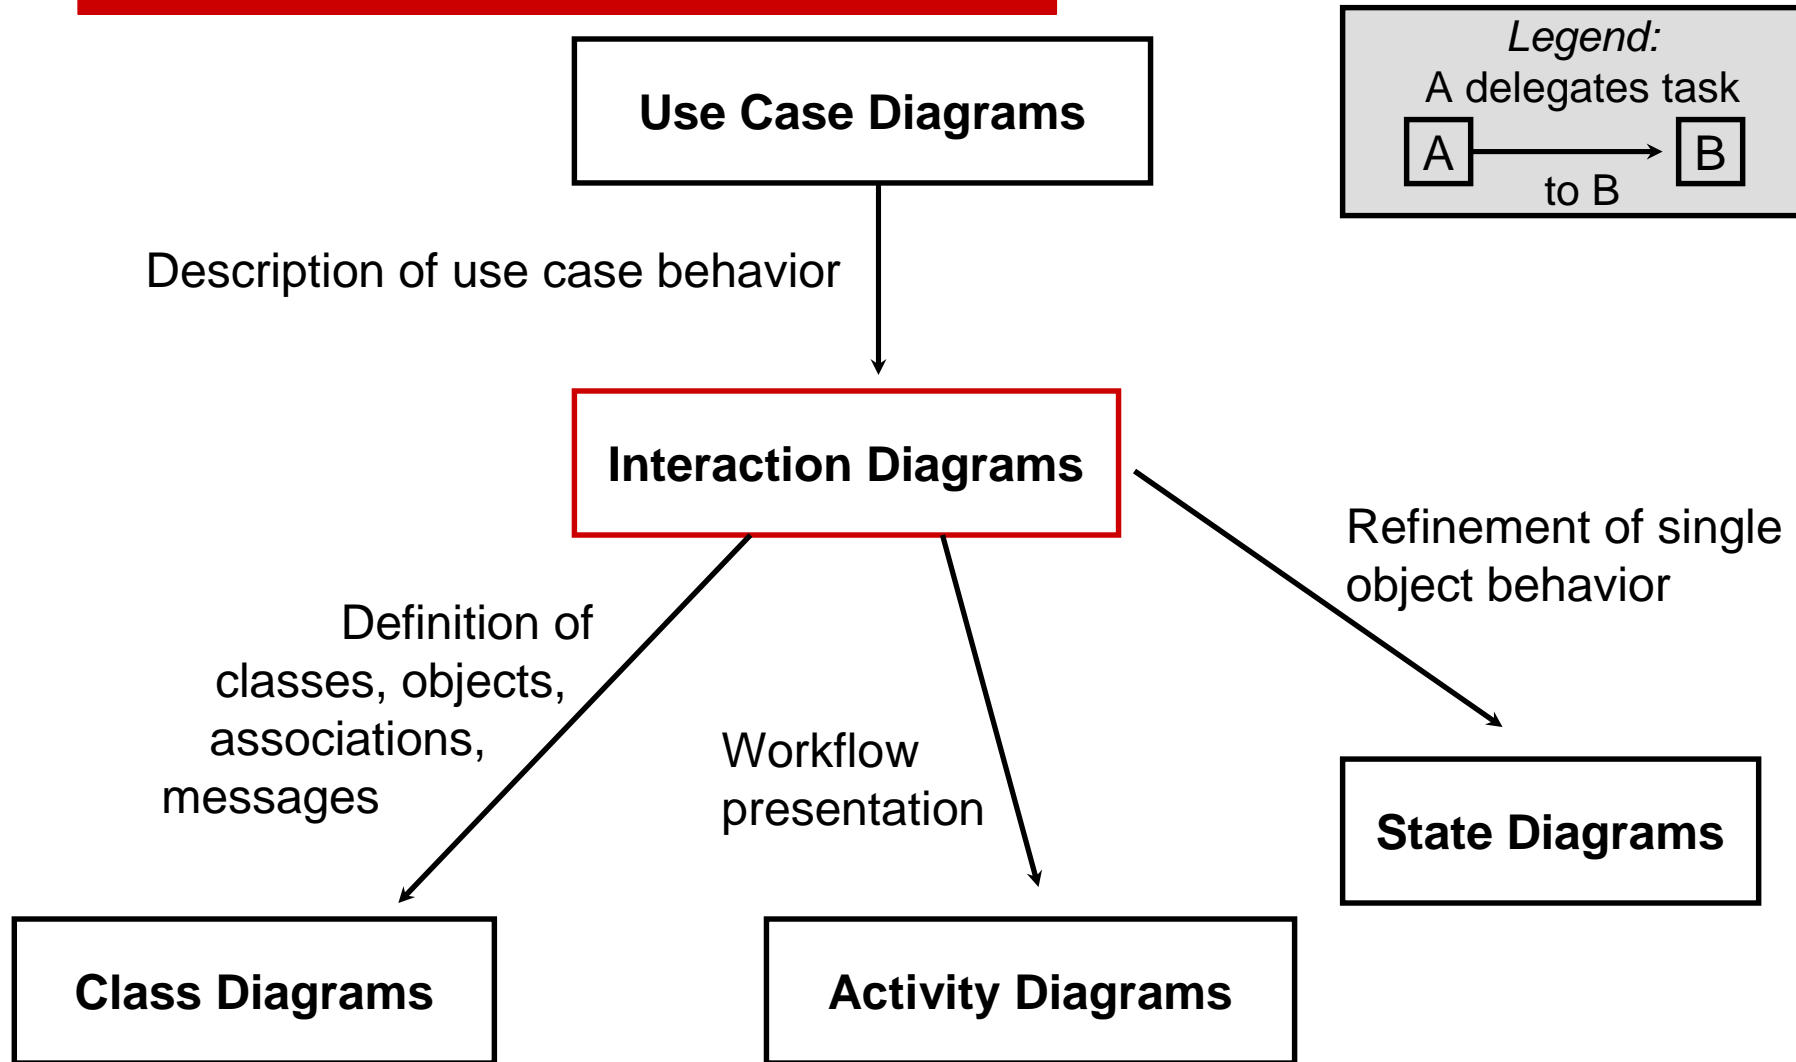 Legend:
A delegates task
A
B
to B
Use Case Diagrams
Description of use case behavior
Interaction Diagrams
Refinement of single
object behavior
Definition of
classes, objects,
associations,
messages
Workflow
presentation
State Diagrams
Class Diagrams
Activity Diagrams